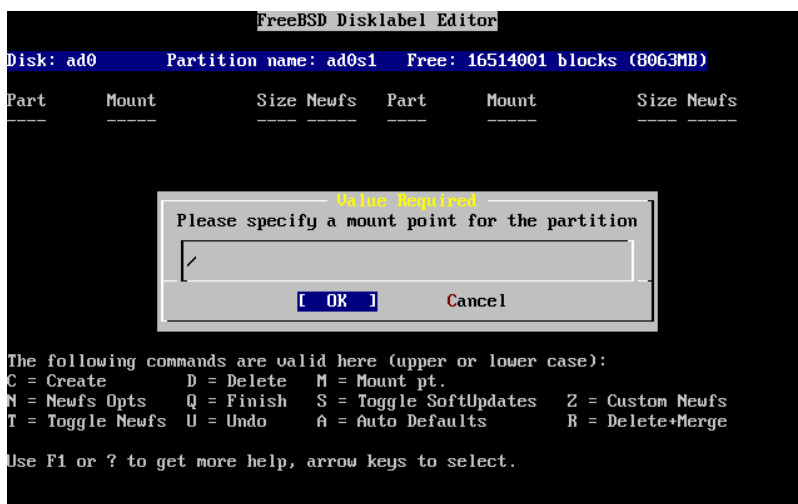 FreeBSD Disklabel Editor
Disk: ad0 Partition name: ad0s1 Free: 16514001 blocks (8063MB)
Part Mount Size Newfs Part Mount Size Newfs
---- ----- ---- ----- ---- ----- ---- -----
Value Required
Please specify a mount point for the partition
/
[ OK ] Cancel
The following commands are valid here (upper or lower case):
C = Create D = Delete M = Mount pt.
N = Newfs Opts Q = Finish S = Toggle SoftUpdates Z = Custom Newfs
T = Toggle Newfs U = Undo A = Auto Defaults R = Delete+Merge
Use F1 or ? to get more help, arrow keys to select.